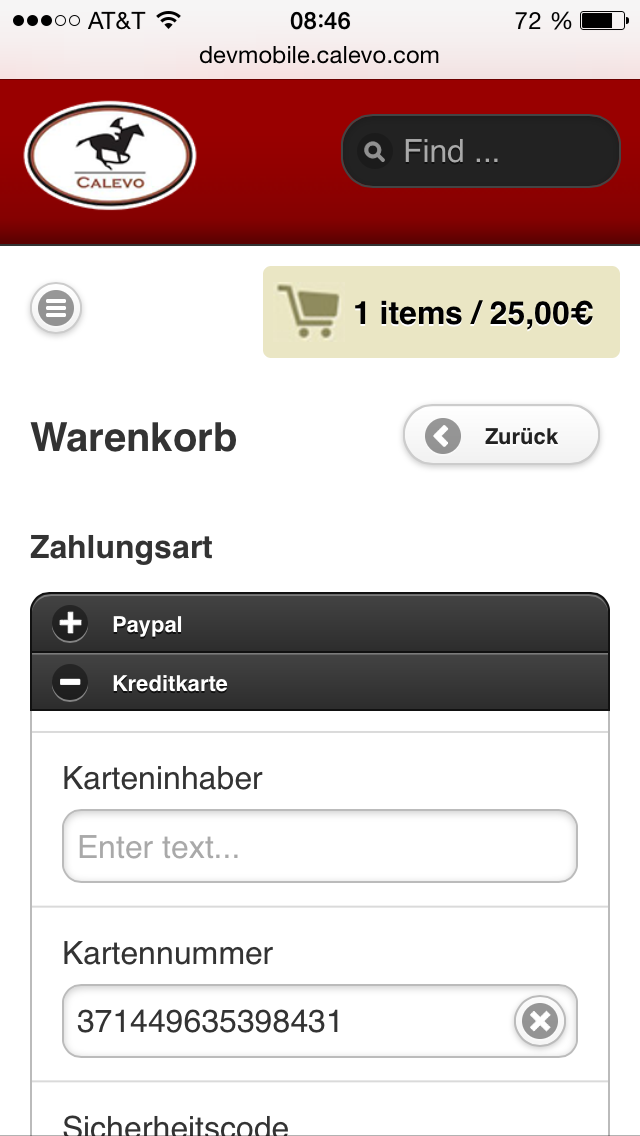 AT&T 08:46 72 %
devmobile.calevo.com
CALEVO
Find ...
1 items / 25,00€
Warenkorb
Zurück
Zahlungsart
Paypal
Kreditkarte
Karteninhaber
Enter text...
Kartennummer
371449635398431
Sicherheitscode